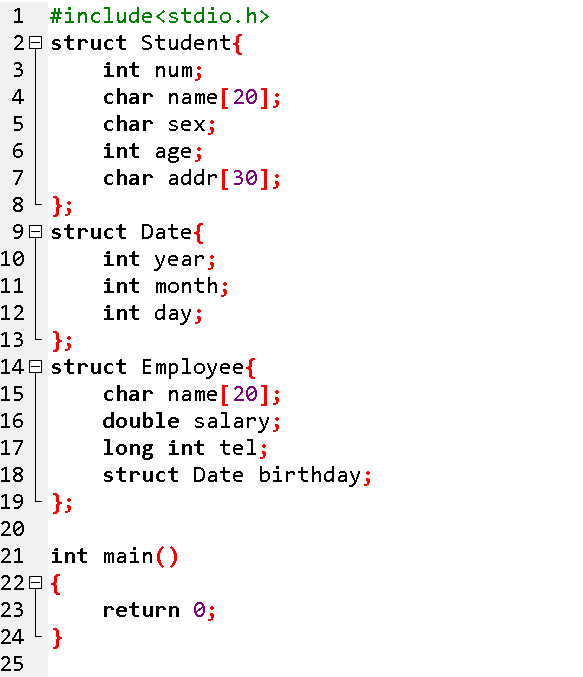 1 #include<stdio.h>
2 struct Student{
3     int num;
4     char name[20];
5     char sex;
6     int age;
7     char addr[30];
8 };
9 struct Date{
10     int year;
11     int month;
12     int day;
13 };
14 struct Employee{
15     char name[20];
16     double salary;
17     long int tel;
18     struct Date birthday;
19 };
20
21 int main()
22 {
23     return 0;
24 }
25